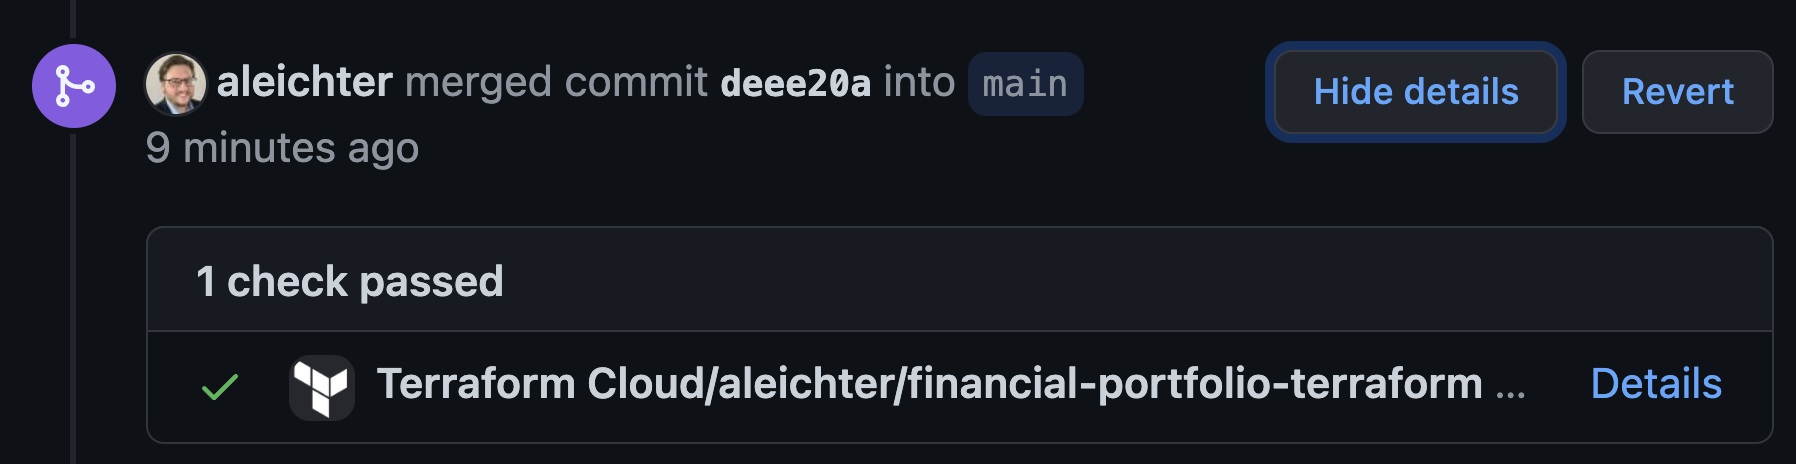 aleichter merged commit deee20a into main
9 minutes ago
Hide details
Revert
1 check passed
Terraform Cloud/aleichter/financial-portfolio-terraform ...
Details